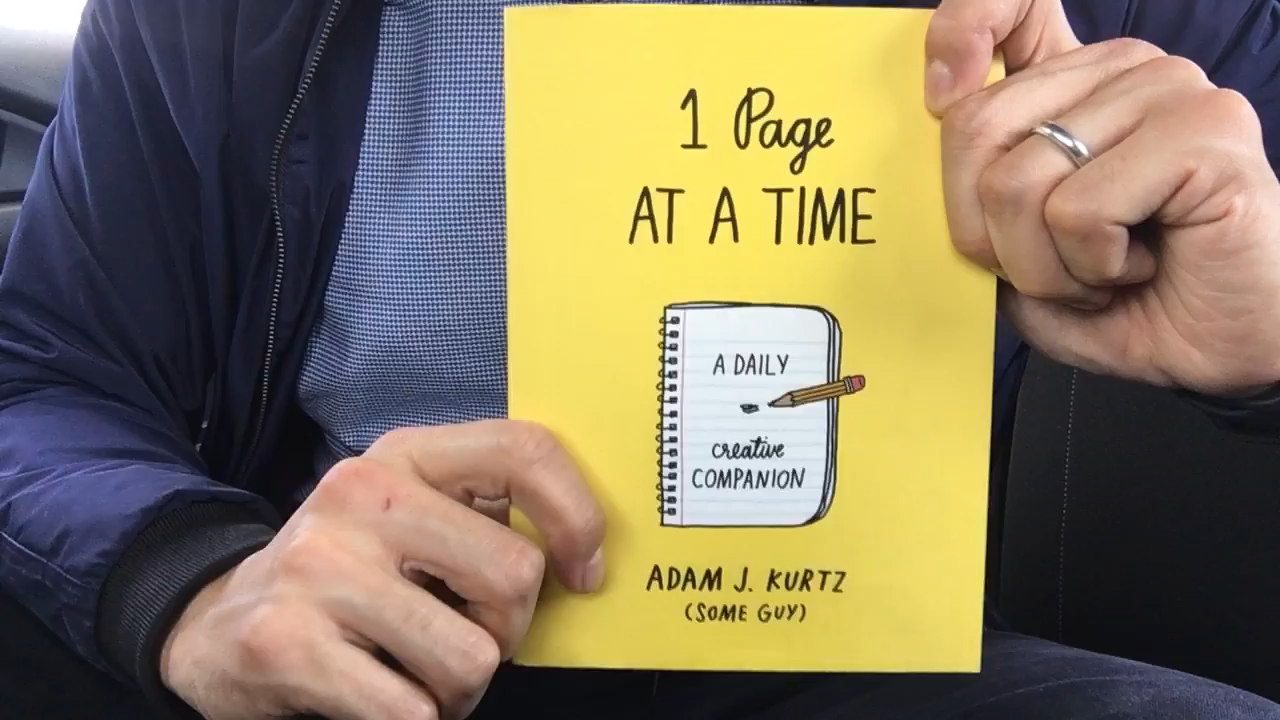 1 Page
AT A TIME
A DAILY
creative
COMPANION
ADAM J. KURTZ
(SOME GUY)